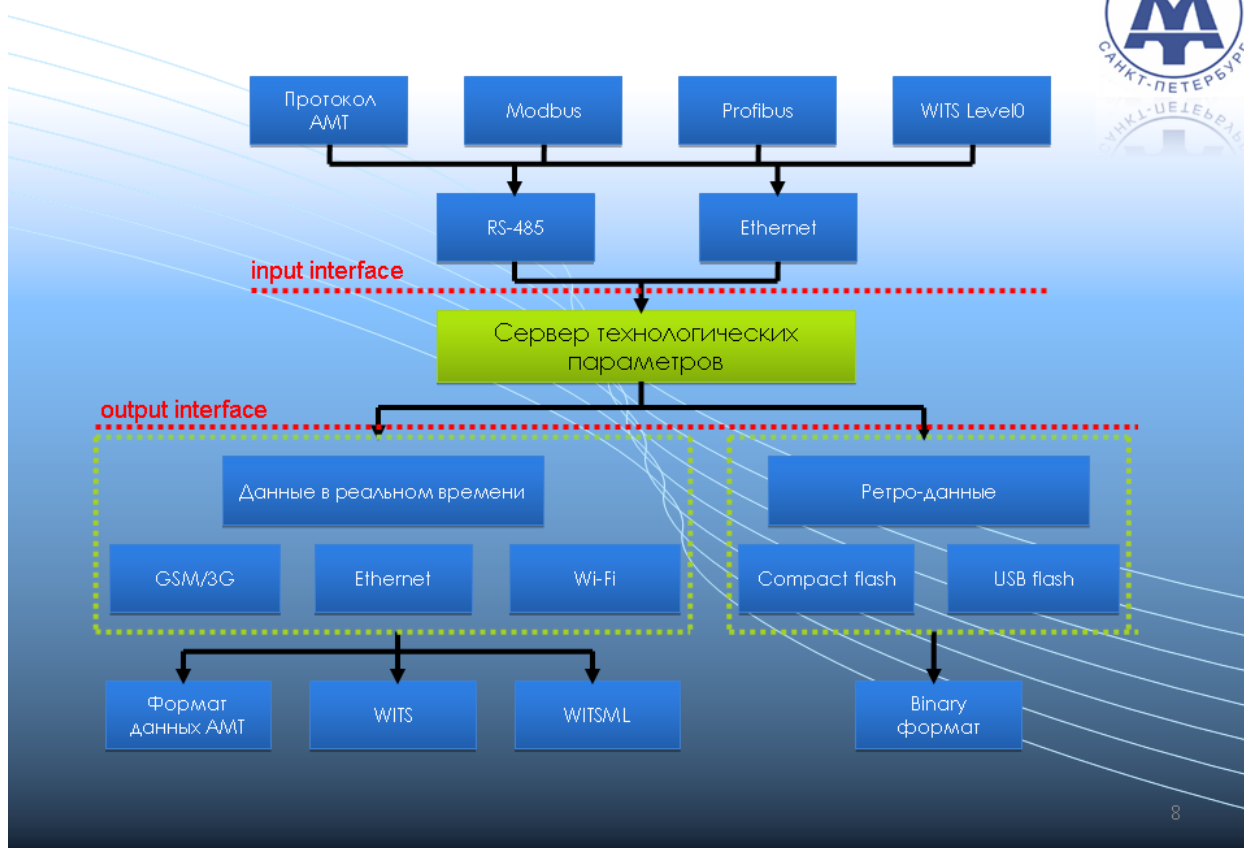 САНКТ-ПЕТЕРБУРГ
Протокол
АМТ
Modbus
Profibus
WITS Level0
RS-485
Ethernet
input interface
Сервер технологических
параметров
output interface
Данные в реальном времени
Ретро-данные
GSM/3G
Ethernet
Wi-Fi
Compact flash
USB flash
Формат
данных АМТ
WITS
WITSML
Binary
формат
8